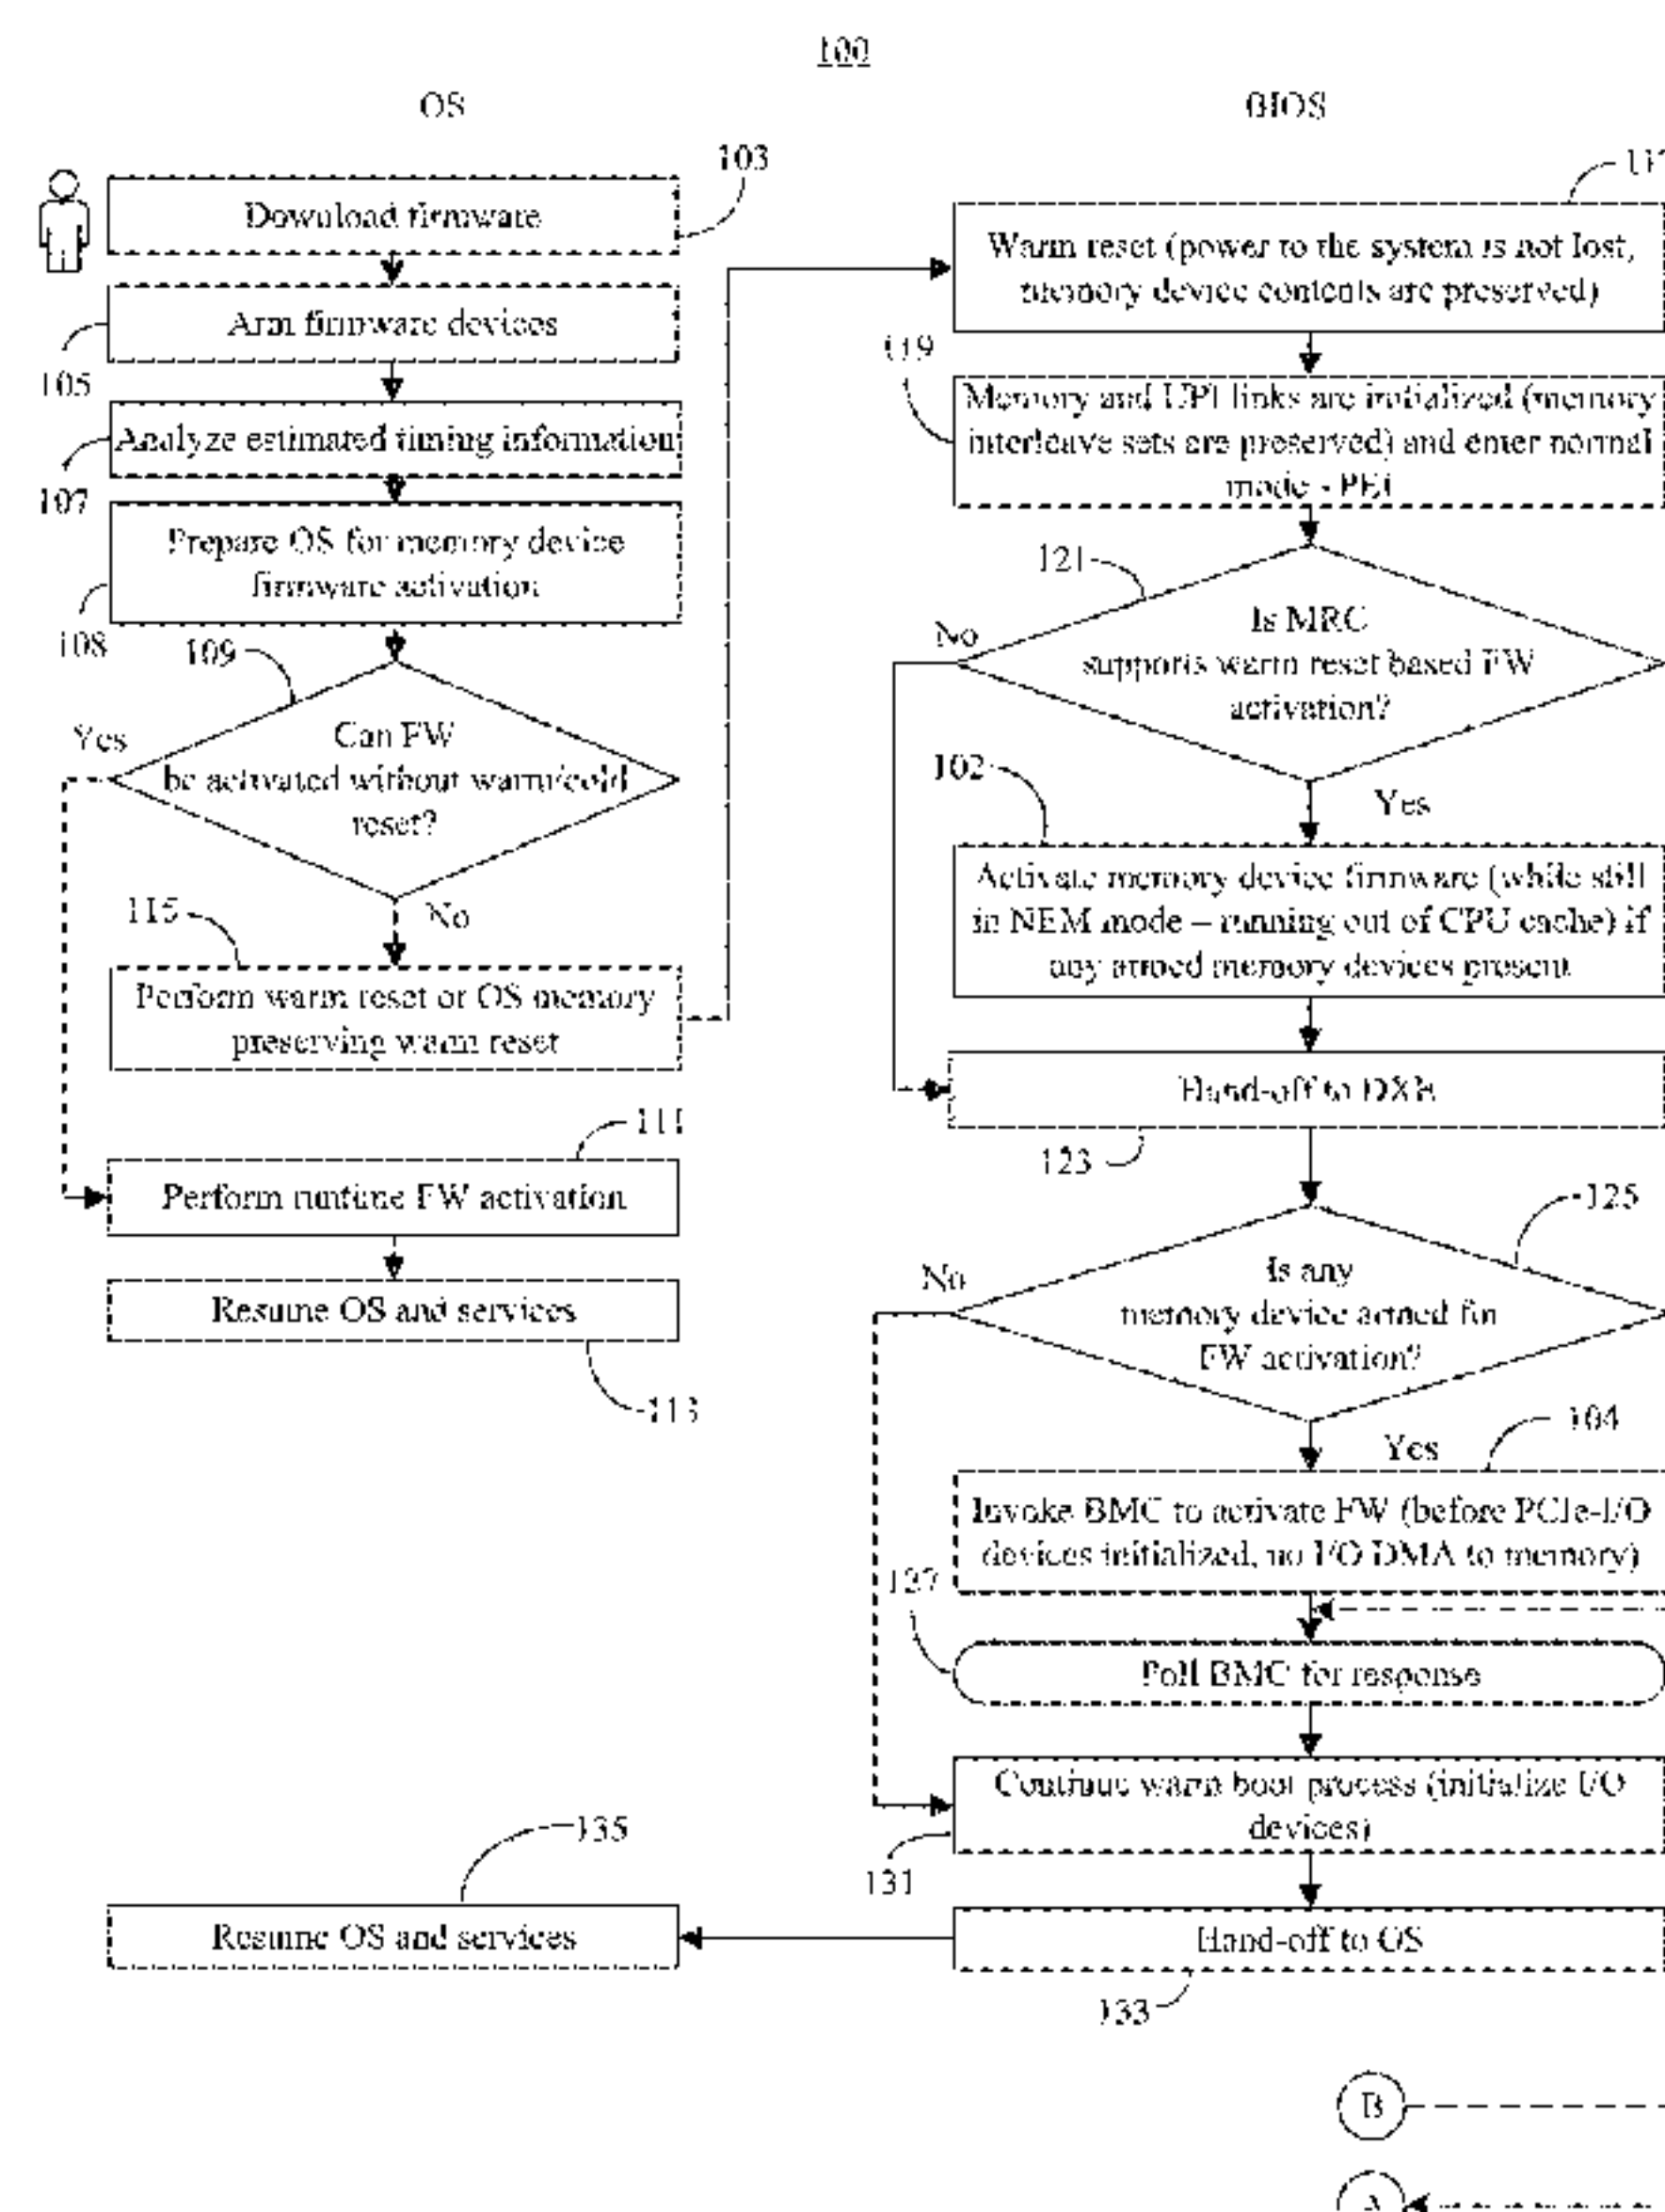 100
OS
BIOS
103
Download firmware
Arm firmware devices
105
Analyze estimated timing information
107
Prepare OS for memory device
firmware activation
108
109
Yes
Can FW
be activated without warm/cold
reset?
No
115
Perform warm reset or OS memory
preserving warm reset
111
Perform runtime FW activation
Resume OS and services
113
135
Resume OS and services
Warm reset (power to the system is not lost,
memory device contents are preserved)
119
Memory and UPI links are initialized (memory
interleave sets are preserved) and enter normal
mode - PEI
121
No
Is MRC
supports warm reset based FW
activation?
102
Yes
Activate memory device firmware (while still
in NEM mode – running out of CPU cache) if
any armed memory devices present
Hand-off to DXE
123
125
No
Is any
memory device armed for
FW activation?
104
Yes
Invoke BMC to activate FW (before PCIe-I/O
devices initialized, no I/O DMA to memory)
127
Poll BMC for response
Continue warm boot process (initialize I/O
devices)
131
Hand-off to OS
133
B